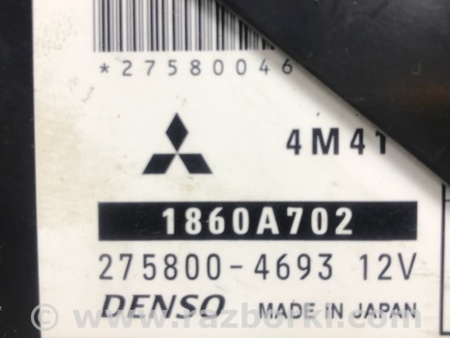 *27580046
4M41
1860A702
275800-4693 12V
DENSO MADE IN JAPAN
© www.razborki.com